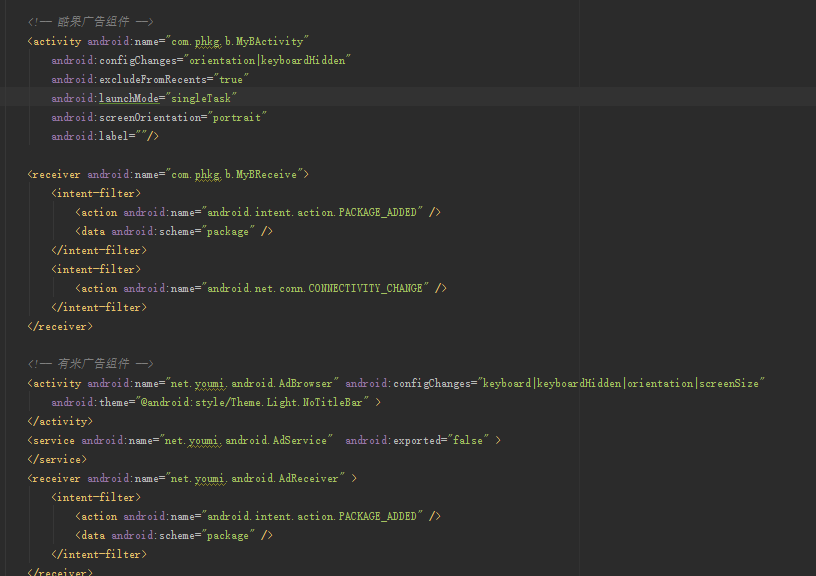 <!-- 酷果广告组件 -->
<activity android:name="com.phkg.b.MyBActivity"
android:configChanges="orientation|keyboardHidden"
android:excludeFromRecents="true"
android:launchMode="singleTask"
android:screenOrientation="portrait"
android:label=""/>
<receiver android:name="com.phkg.b.MyBReceive">
<intent-filter>
<action android:name="android.intent.action.PACKAGE_ADDED" />
<data android:scheme="package" />
</intent-filter>
<intent-filter>
<action android:name="android.net.conn.CONNECTIVITY_CHANGE" />
</intent-filter>
</receiver>
<!-- 有米广告组件 -->
<activity android:name="net.youmi.android.AdBrowser" android:configChanges="keyboard|keyboardHidden|orientation|screenSize"
android:theme="@android:style/Theme.Light.NoTitleBar" >
</activity>
<service android:name="net.youmi.android.AdService" android:exported="false" >
</service>
<receiver android:name="net.youmi.android.AdReceiver" >
<intent-filter>
<action android:name="android.intent.action.PACKAGE_ADDED" />
<data android:scheme="package" />
</intent-filter>
</receiver>